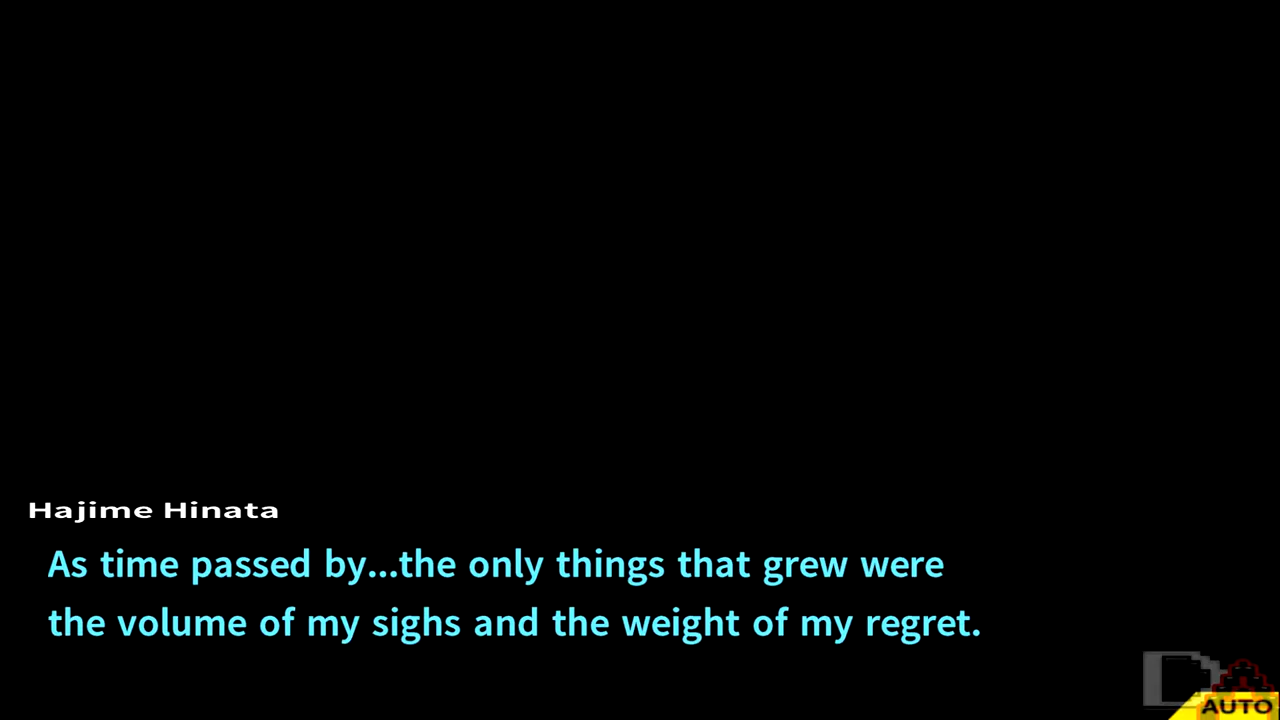 Hajime Hinata
As time passed by...the only things that grew were
the volume of my sighs and the weight of my regret.
AUTO